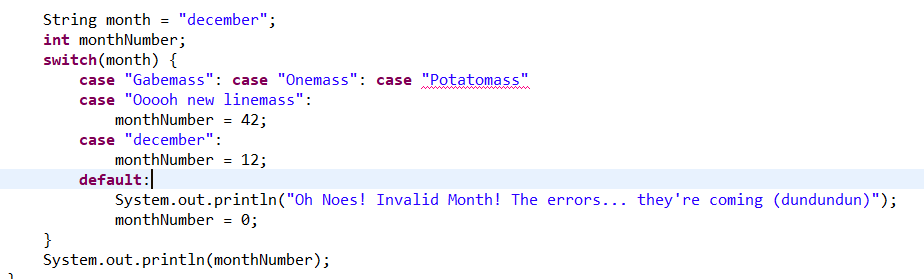 String month = "december";
int monthNumber;
switch(month) {
case "Gabemass": case "Onemass": case "Potatomass"
case "Ooooh new linemass":
monthNumber = 42;
case "december":
monthNumber = 12;
default:
System.out.println("Oh Noes! Invalid Month! The errors... they're coming (dundundun)");
monthNumber = 0;
}
System.out.println(monthNumber);
}